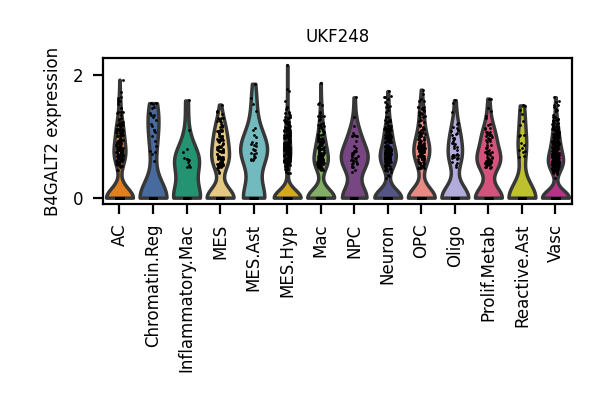 UKF248
B4GALT2 expression
2
0
AC
Chromatin.Reg
Inflammatory.Mac
MES
MES.Ast
MES.Hyp
Mac
NPC
Neuron
OPC
Oligo
Prolif.Metab
Reactive.Ast
Vasc